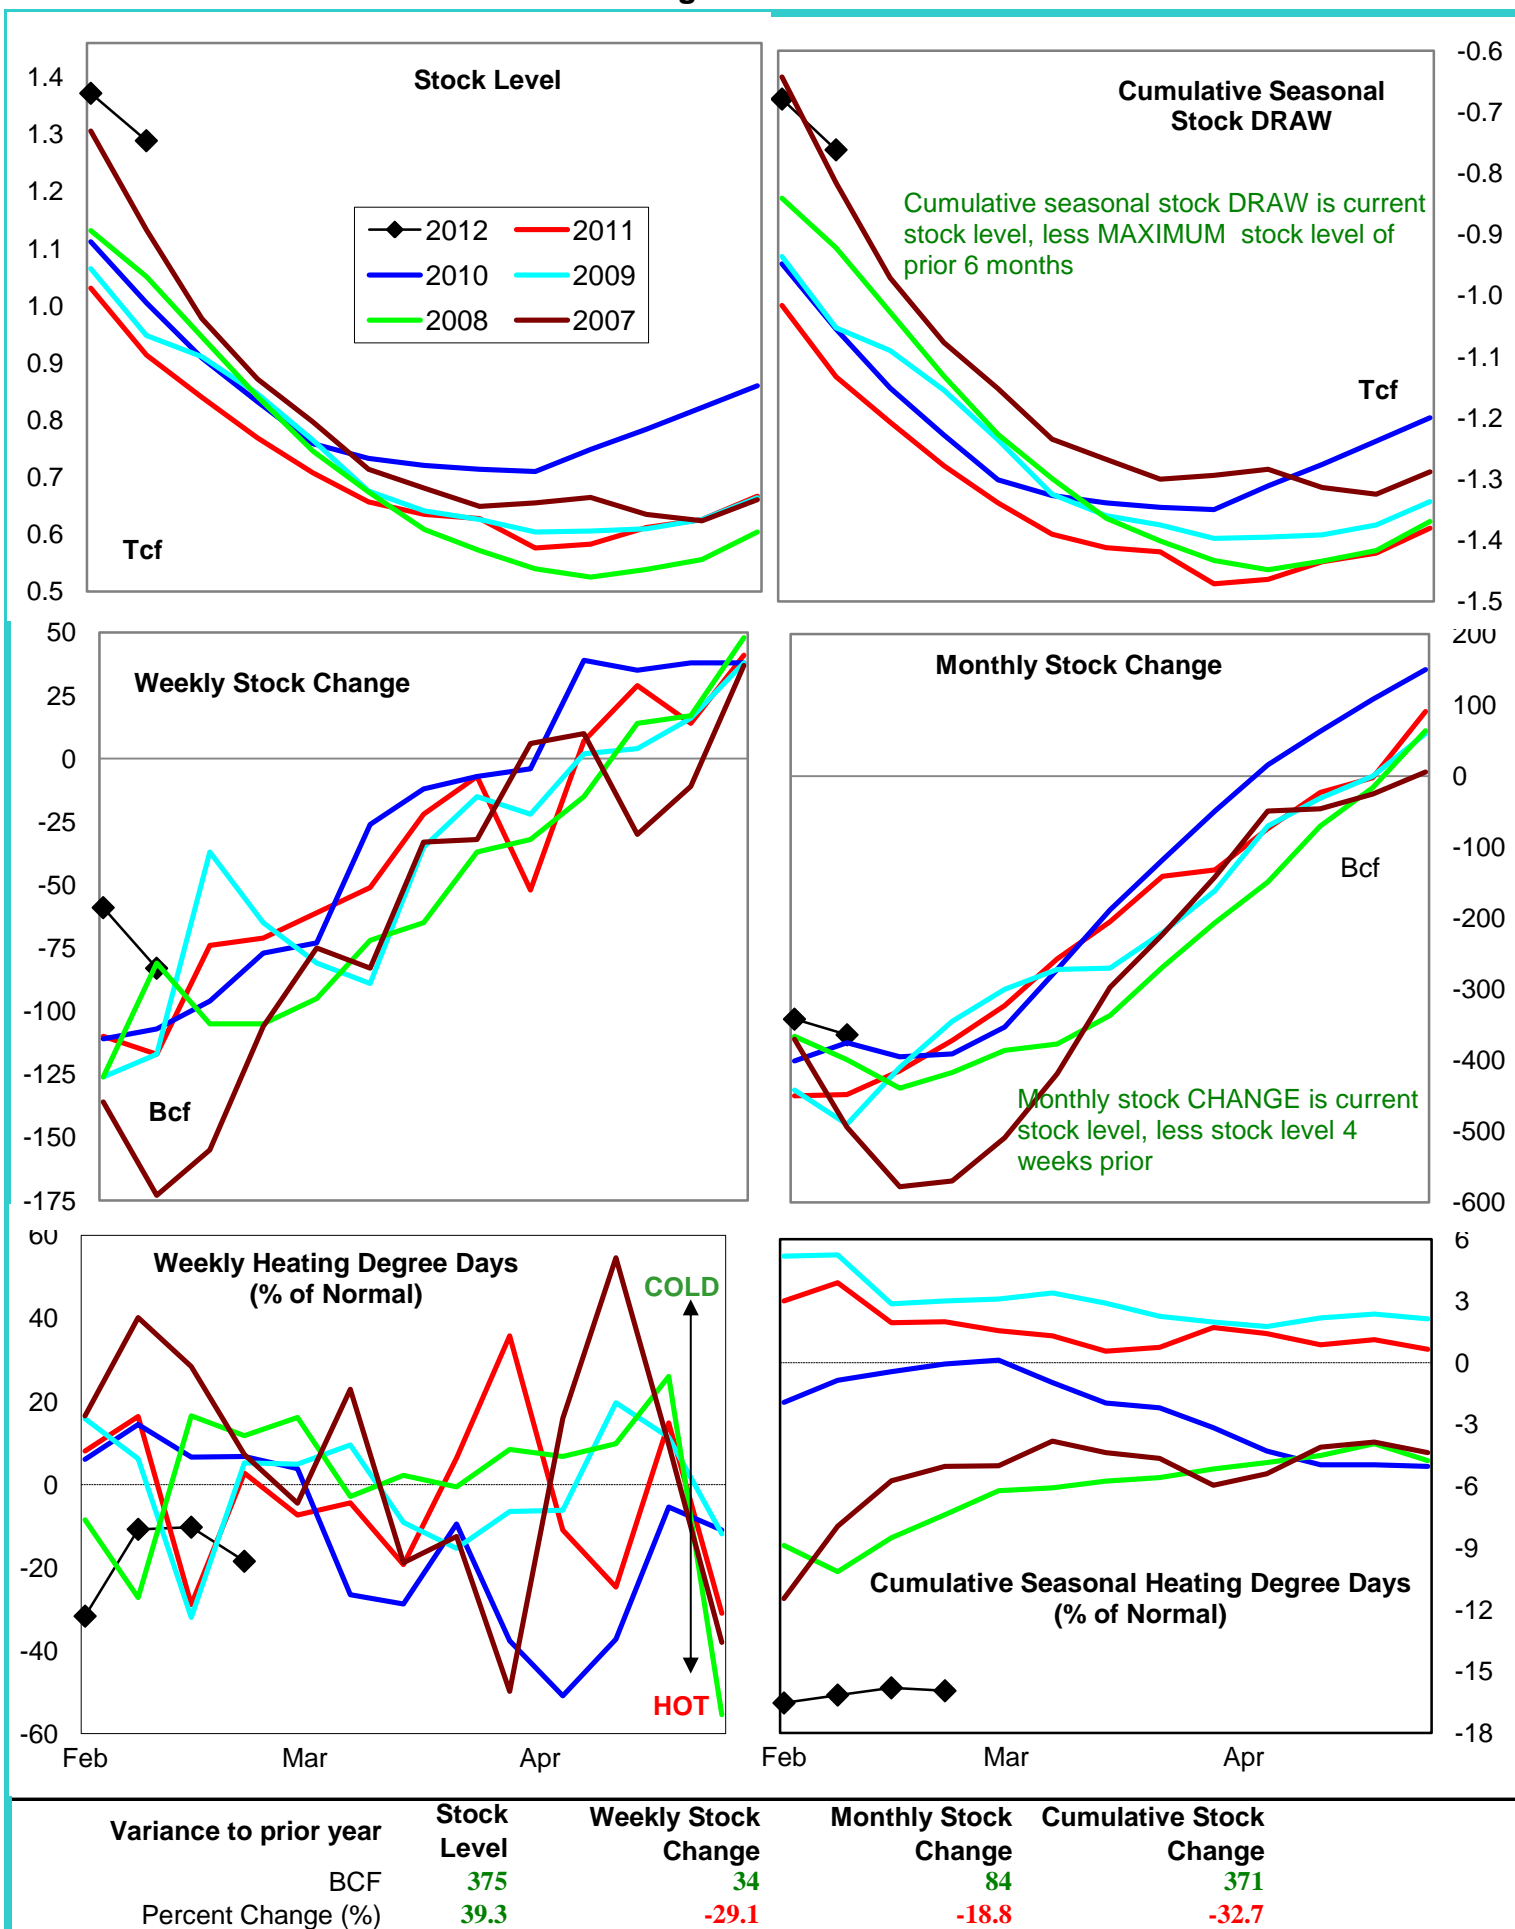 Stock Level
1.4
1.3
1.2
1.1
1.0
0.9
0.8
0.7
0.6
0.5
2012 2011
2010 2009
2008 2007
Tcf
Cumulative Seasonal
Stock DRAW
Cumulative seasonal stock DRAW is current
stock level, less MAXIMUM stock level of
prior 6 months
Tcf
-0.6
-0.7
-0.8
-0.9
-1.0
-1.1
-1.2
-1.3
-1.4
-1.5
50
25
0
-25
-50
-75
-100
-125
-150
-175
Weekly Stock Change
Bcf
Monthly Stock Change
Bcf
Monthly stock CHANGE is current
stock level, less stock level 4
weeks prior
200
100
0
-100
-200
-300
-400
-500
-600
60
40
20
0
-20
-40
-60
Weekly Heating Degree Days
(% of Normal)
COLD
HOT
Feb Mar Apr
Cumulative Seasonal Heating Degree Days
(% of Normal)
6
3
0
-3
-6
-9
-12
-15
-18
Feb Mar Apr
Variance to prior year
Stock
Level
Weekly Stock
Change
Monthly Stock
Change
Cumulative Stock
Change
BCF 375 34 84 371
Percent Change (%) 39.3 -29.1 -18.8 -32.7